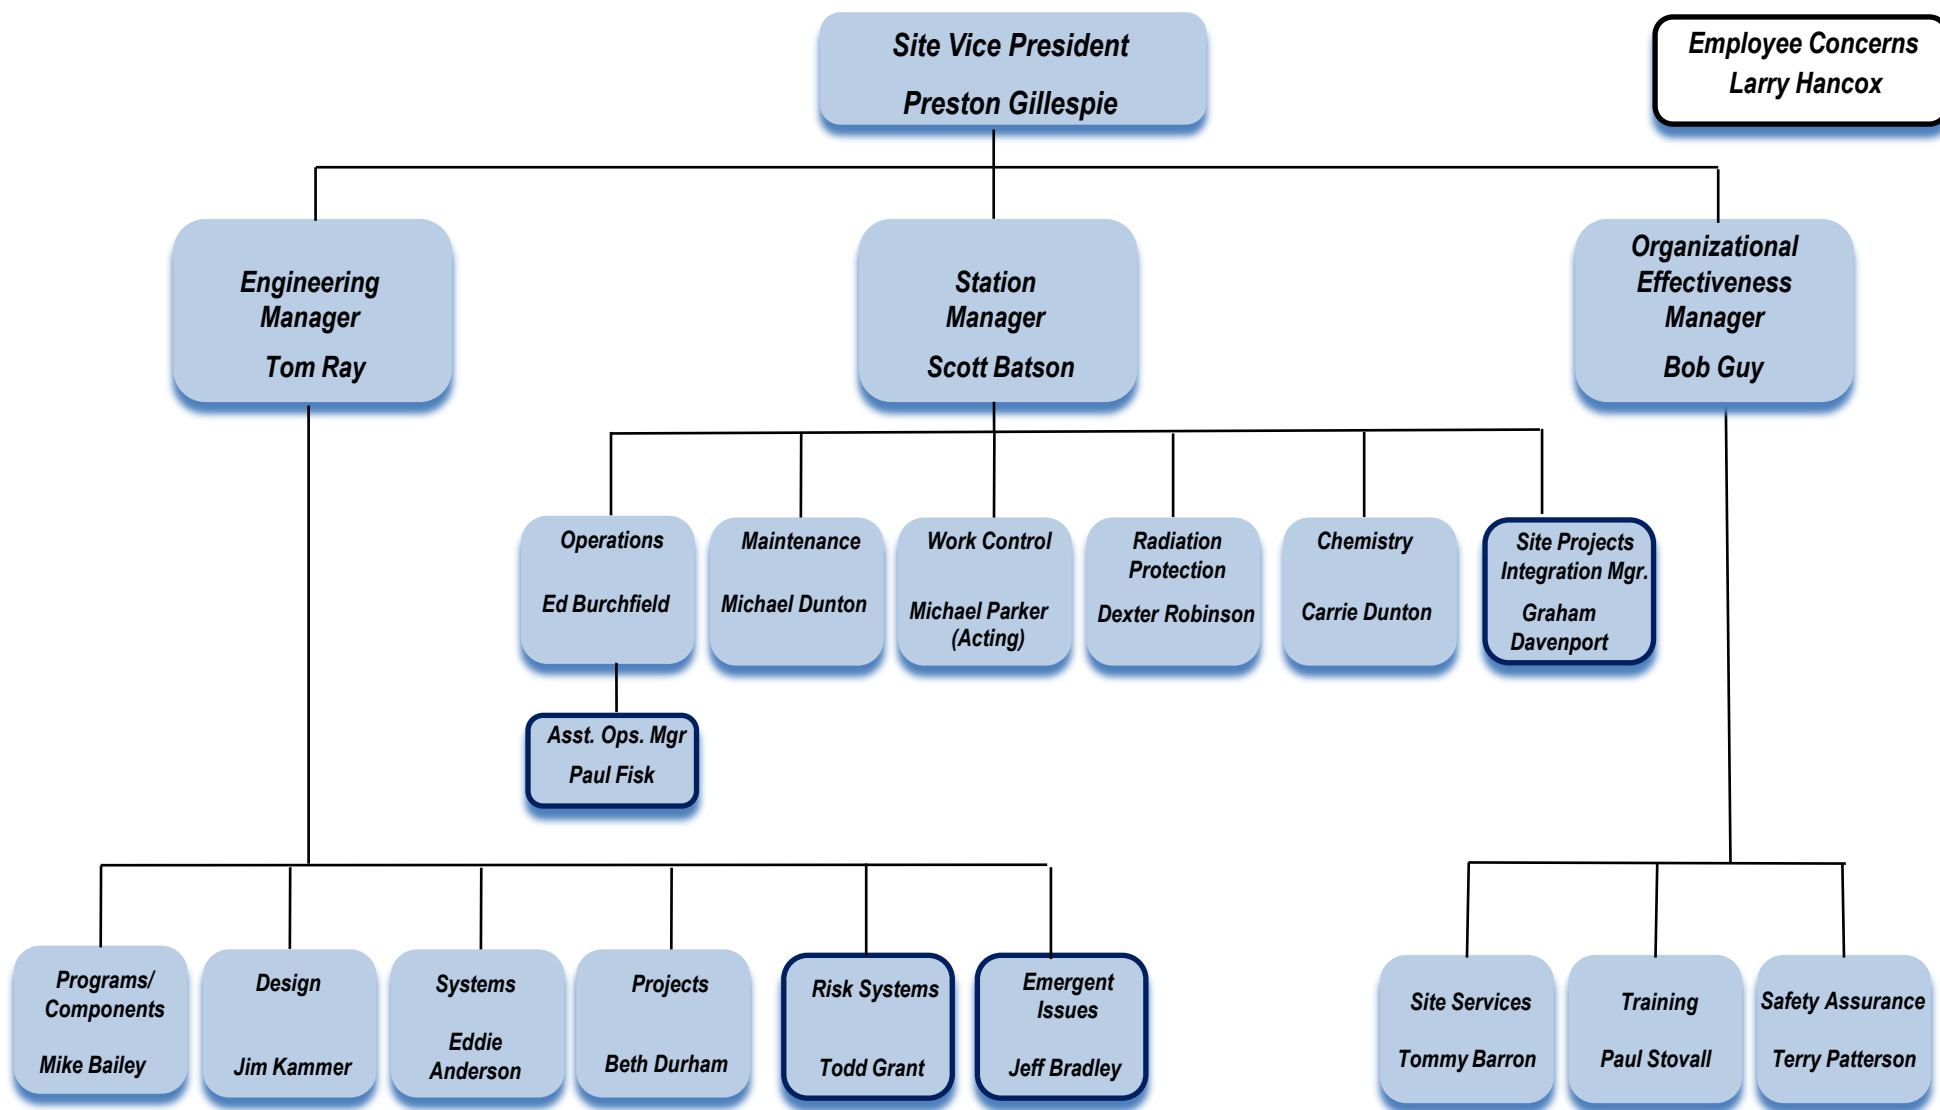 Site Vice President
Preston Gillespie
Employee Concerns
Larry Hancox
Engineering
Manager
Tom Ray
Station
Manager
Scott Batson
Organizational
Effectiveness
Manager
Bob Guy
Operations
Ed Burchfield
Maintenance
Michael Dunton
Work Control
Michael Parker
(Acting)
Radiation
Protection
Dexter Robinson
Chemistry
Carrie Dunton
Site Projects
Integration Mgr.
Graham
Davenport
Asst. Ops. Mgr
Paul Fisk
Programs/
Components
Mike Bailey
Design
Jim Kammer
Systems
Eddie
Anderson
Projects
Beth Durham
Risk Systems
Todd Grant
Emergent
Issues
Jeff Bradley
Site Services
Tommy Barron
Training
Paul Stovall
Safety Assurance
Terry Patterson